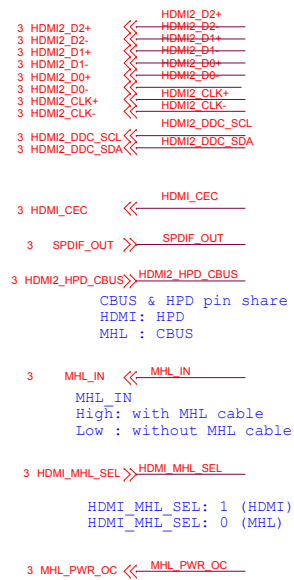 HDMI2_D2+
3 HDMI2_D2+ HDMI2_D2-
3 HDMI2_D2- HDMI2_D1+
3 HDMI2_D1+ HDMI2_D1-
3 HDMI2_D1- HDMI2_D0+
3 HDMI2_D0+ HDMI2_D0-
3 HDMI2_D0-
3 HDMI2_CLK+ HDMI2_CLK+
3 HDMI2_CLK- HDMI2_CLK-
HDMI2_DDC_SCL
3 HDMI2_DDC_SCL
3 HDMI2_DDC_SDA HDMI2_DDC_SDA
HDMI_CEC
3 HDMI_CEC
3 SPDIF_OUT SPDIF_OUT
3 HDMI2_HPD_CBUS HDMI2_HPD_CBUS
CBUS & HPD pin share
HDMI: HPD
MHL : CBUS
3 MHL_IN MHL_IN
MHL_IN
High: with MHL cable
Low : without MHL cable
3 HDMI_MHL_SEL HDMI_MHL_SEL
HDMI_MHL_SEL: 1 (HDMI)
HDMI_MHL_SEL: 0 (MHL)
3 MHL_PWR_OC MHL_PWR_OC